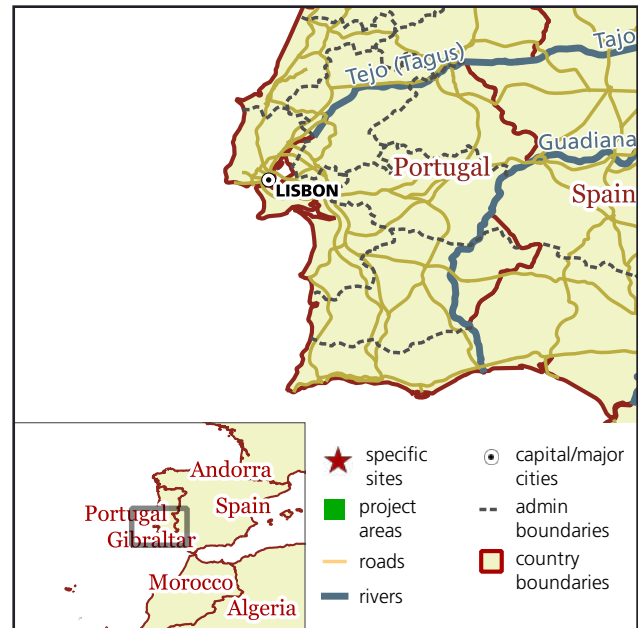 Tajo
Tejo (Tagus)
Guadiana
Portugal
LISBON
Spain
Andorra
Spain
Portugal
Gibraltar
Morocco
Algeria
specific
sites
project
areas
roads
rivers
capital/major
cities
admin
boundaries
country
boundaries